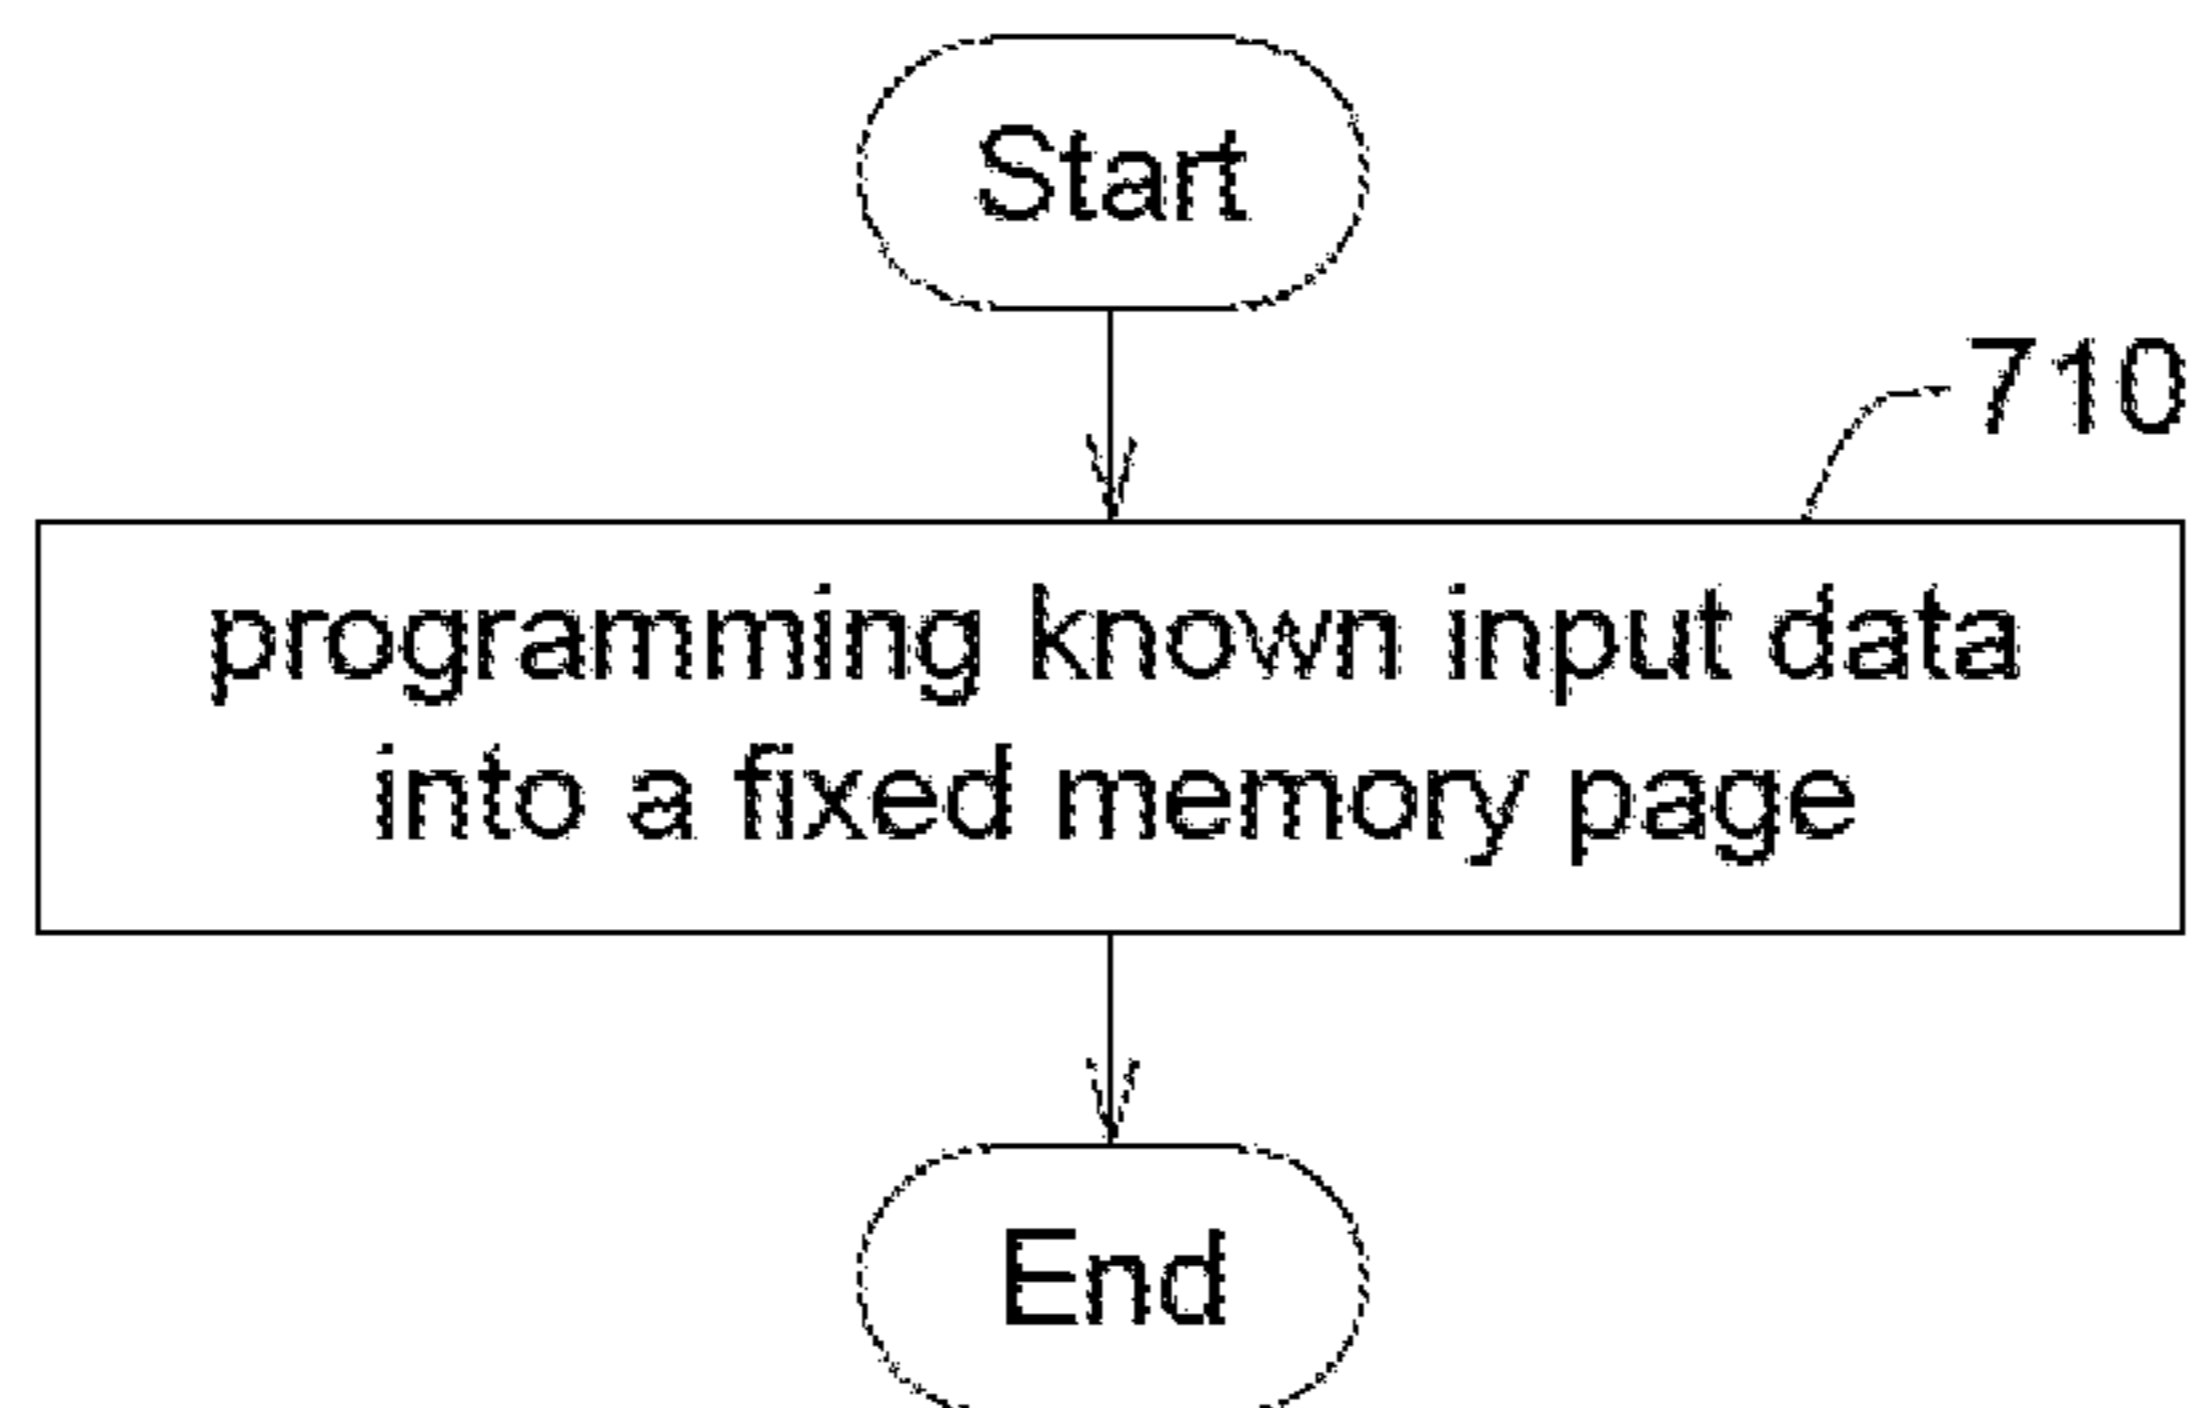 Start
710
programming known input data
into a fixed memory page
End